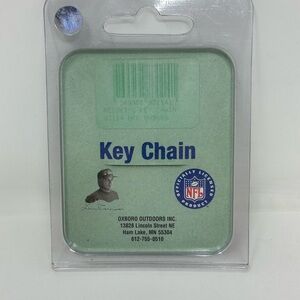 Key Chain
OFFICIALLY LICENSED
NFL
PRODUCT
OXBORO OUTDOORS INC.
13828 Lincoln Street NE
Ham Lake, MN 55304
612-755-0510